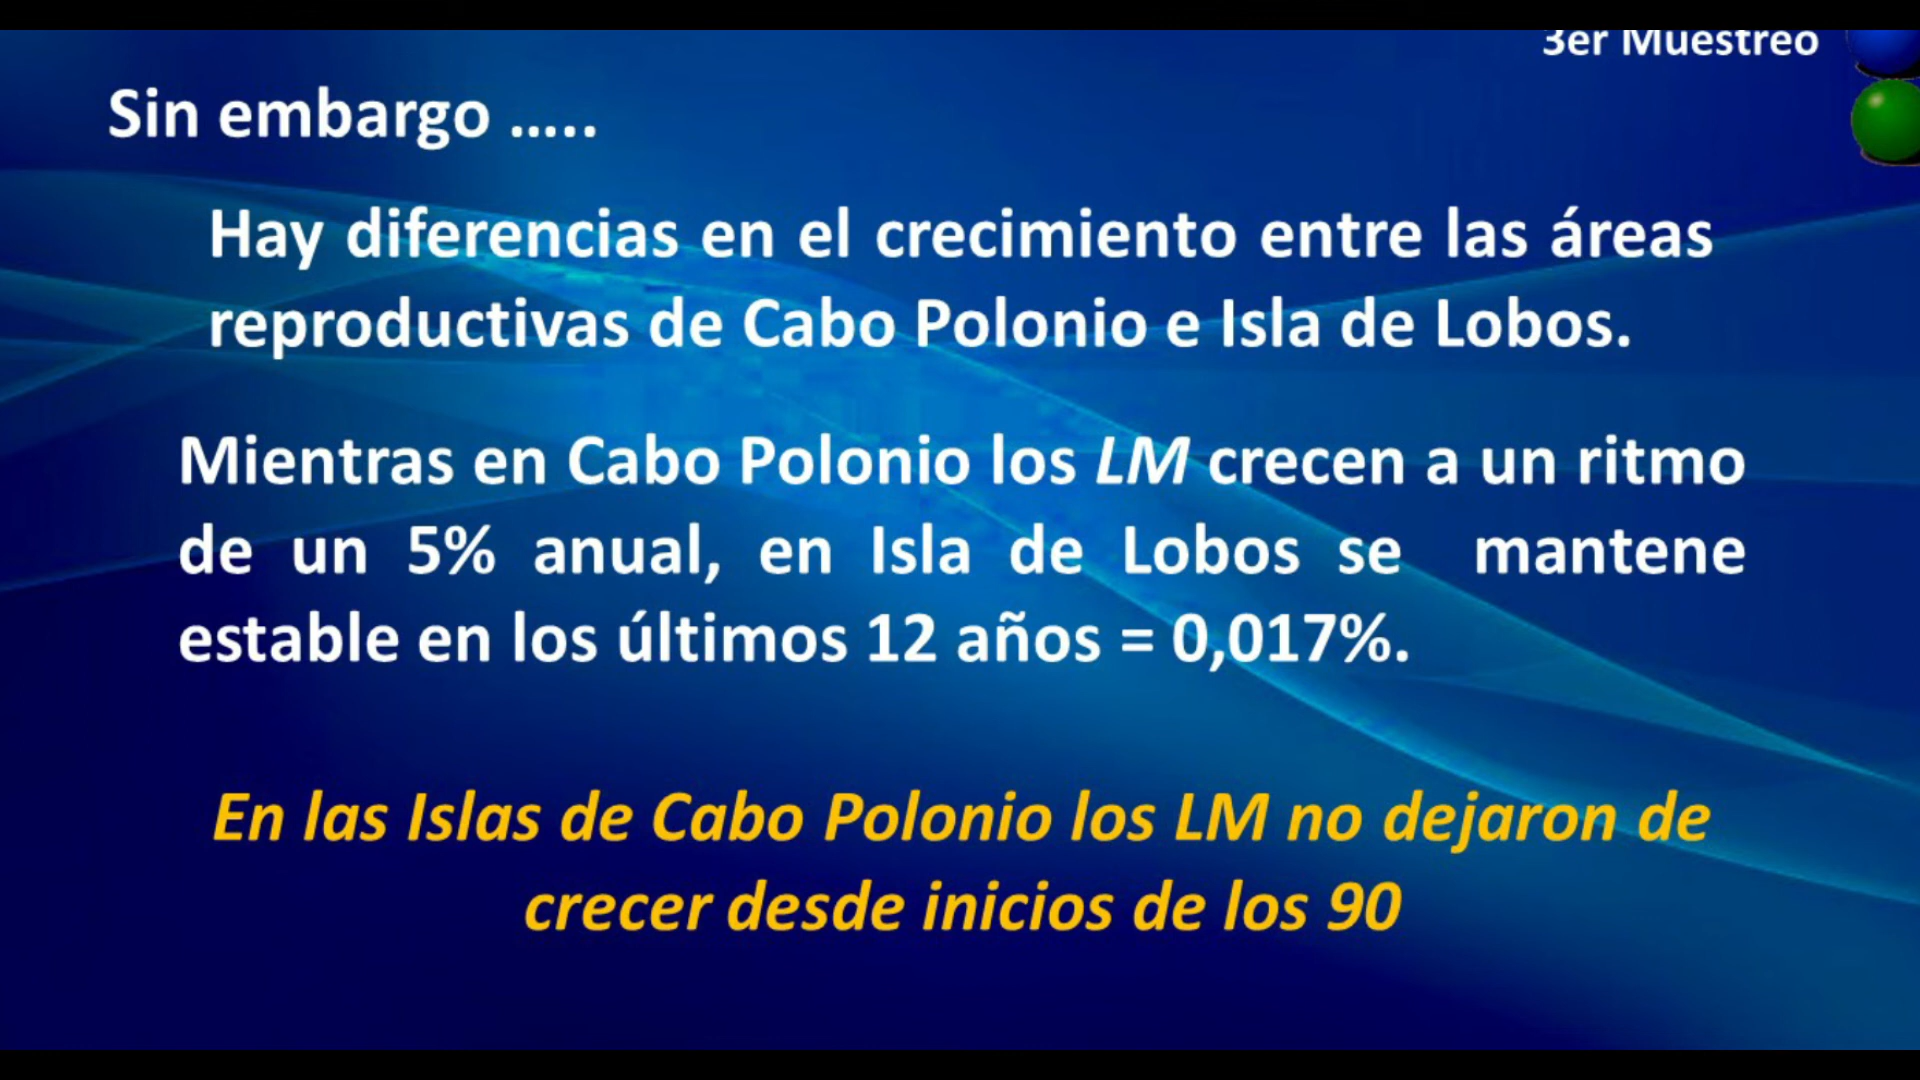 3er Muestreo
Sin embargo .....
Hay diferencias en el crecimiento entre las áreas
reproductivas de Cabo Polonio e Isla de Lobos.
Mientras en Cabo Polonio los LM crecen a un ritmo
de un 5% anual, en Isla de Lobos se mantene
estable en los últimos 12 años = 0,017%.
En las Islas de Cabo Polonio los LM no dejaron de
crecer desde inicios de los 90